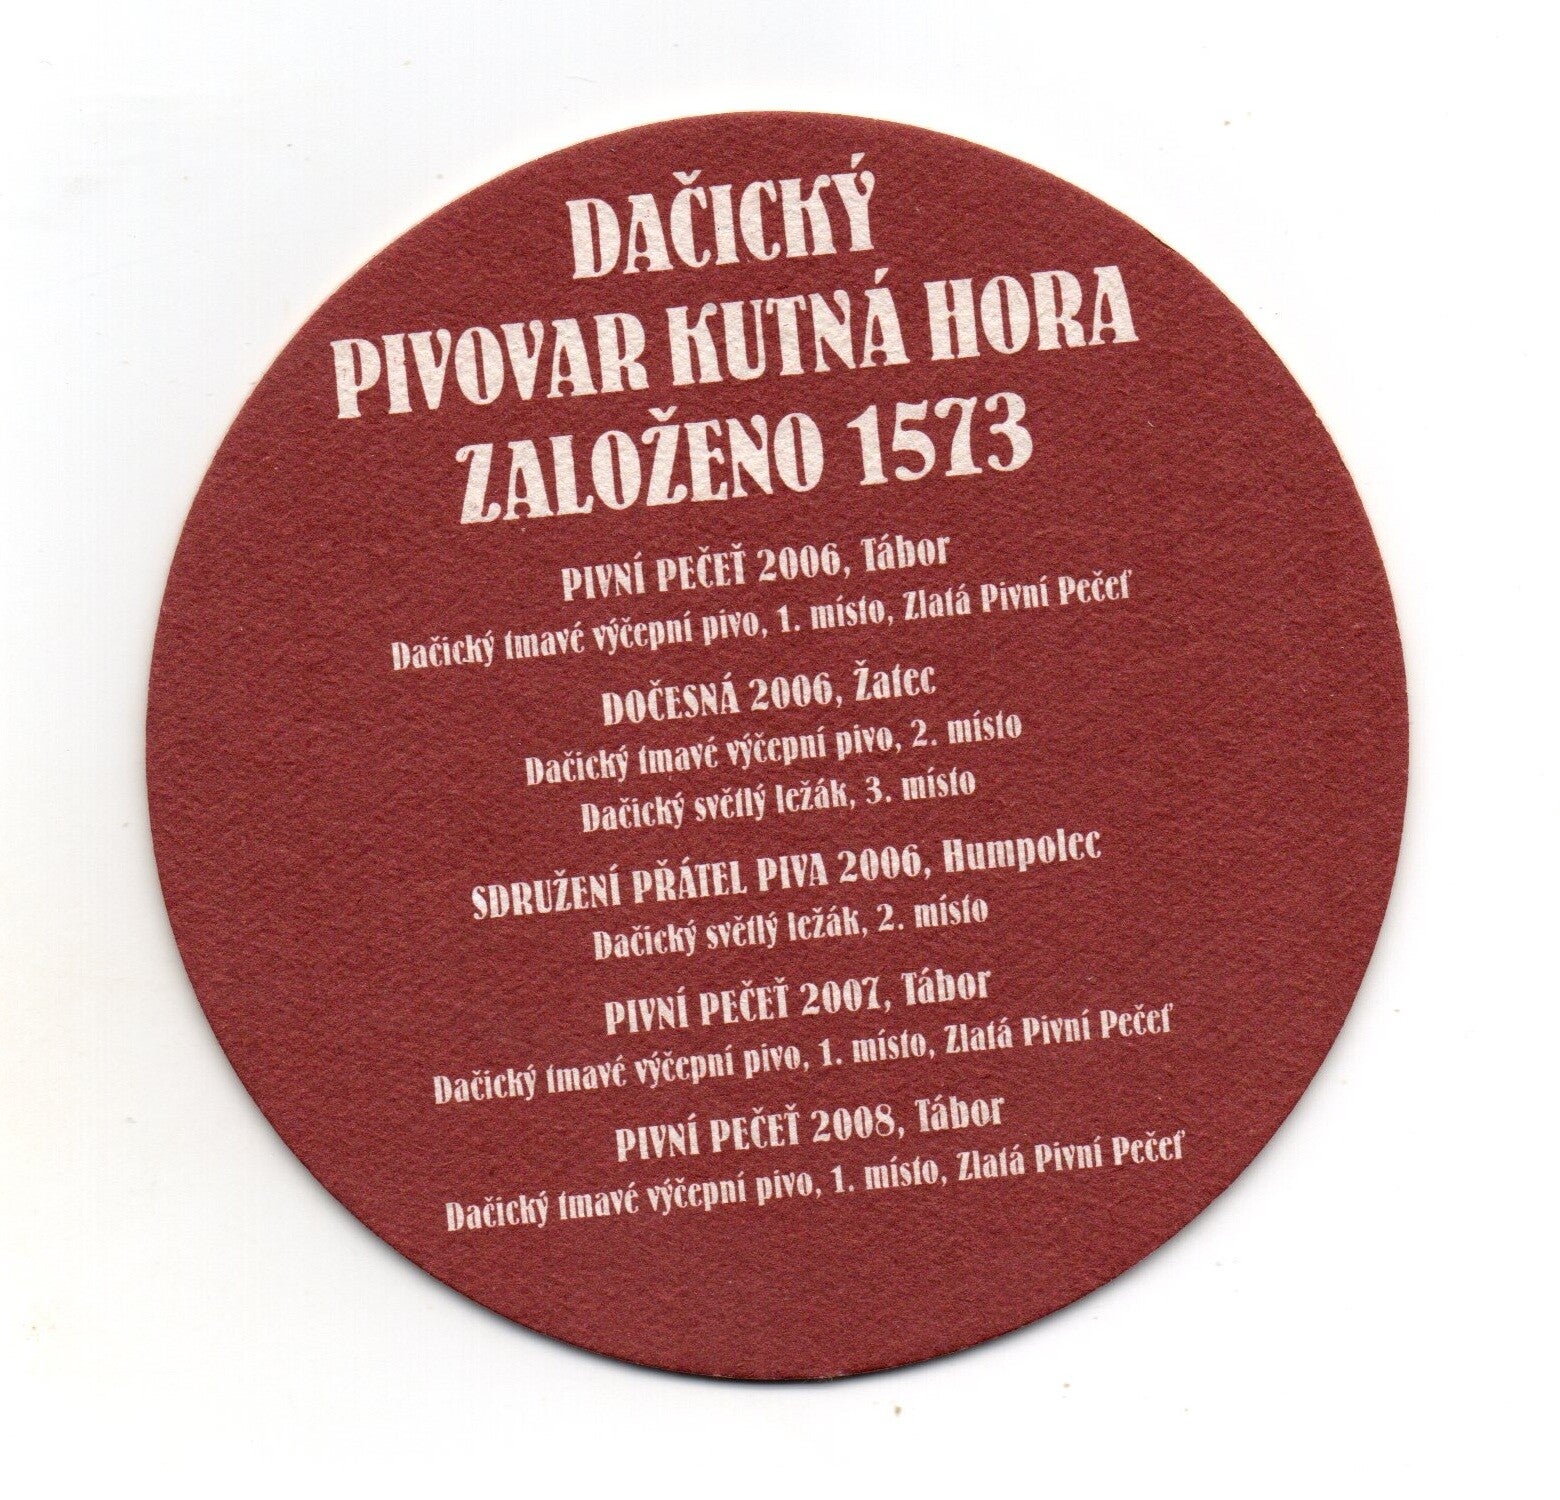 DAČICKÝ
PIVOVAR KUTNÁ HORA
ZALOŽENO 1573
PIVNÍ PEČEŤ 2006, Tábor
Dačický tmavé výčepní pivo, 1. místo, Zlatá Pivní Pečeť
DOČESNÁ 2006, Žatec
Dačický tmavé výčepní pivo, 2. místo
Dačický světlý ležák, 3. místo
SDRUŽENÍ PŘÁTEL PIVA 2006, Humpolec
Dačický světlý ležák, 2. místo
PIVNÍ PEČEŤ 2007, Tábor
Dačický tmavé výčepní pivo, 1. místo, Zlatá Pivní Pečeť
PIVNÍ PEČEŤ 2008, Tábor
Dačický tmavé výčepní pivo, 1. místo, Zlatá Pivní Pečeť